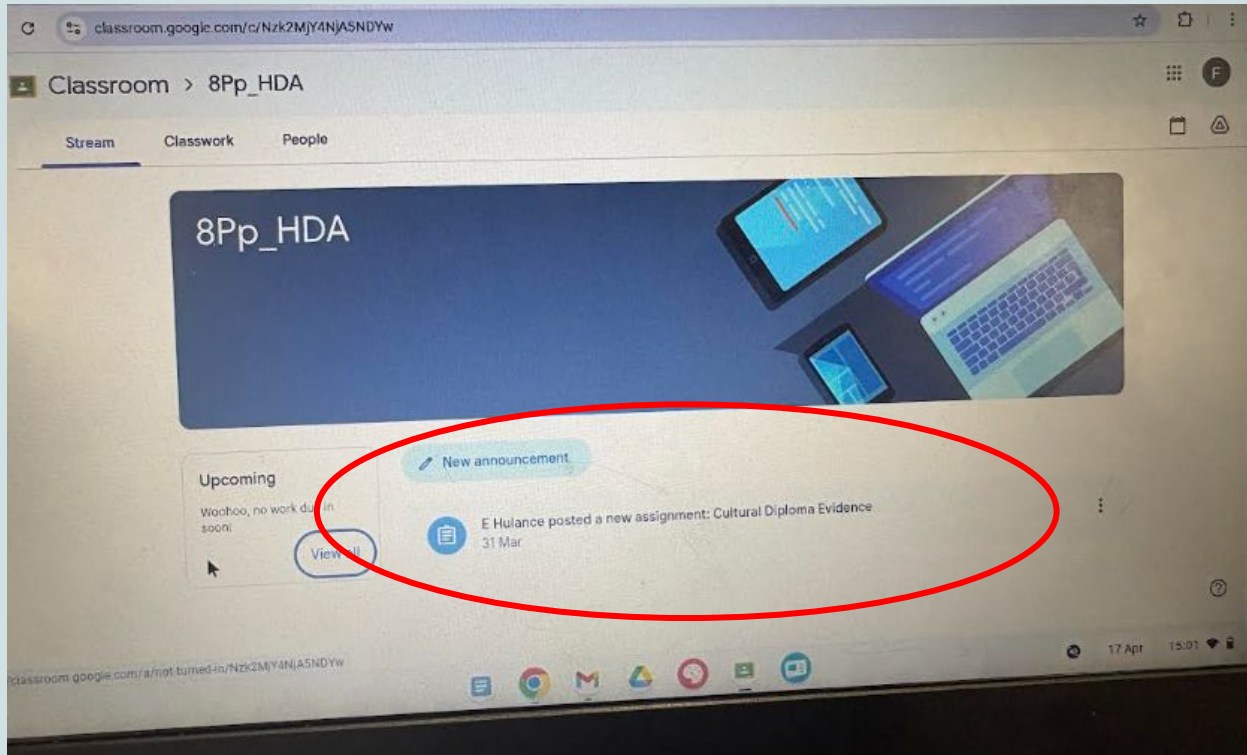 classroom.google.com/c/Nzk2MjY4NjA5NDYw
Classroom > 8Pp_HDA
F
Stream Classwork People
8Pp_HDA
Upcoming
Woohoo, no work due in
soon!
View all
New announcement
E Hulance posted a new assignment: Cultural Diploma Evidence
31 Mar
classroom.google.com/a/not-turned-in/Nzk2MjY4NjA5NDYw
17 Apr 15:01